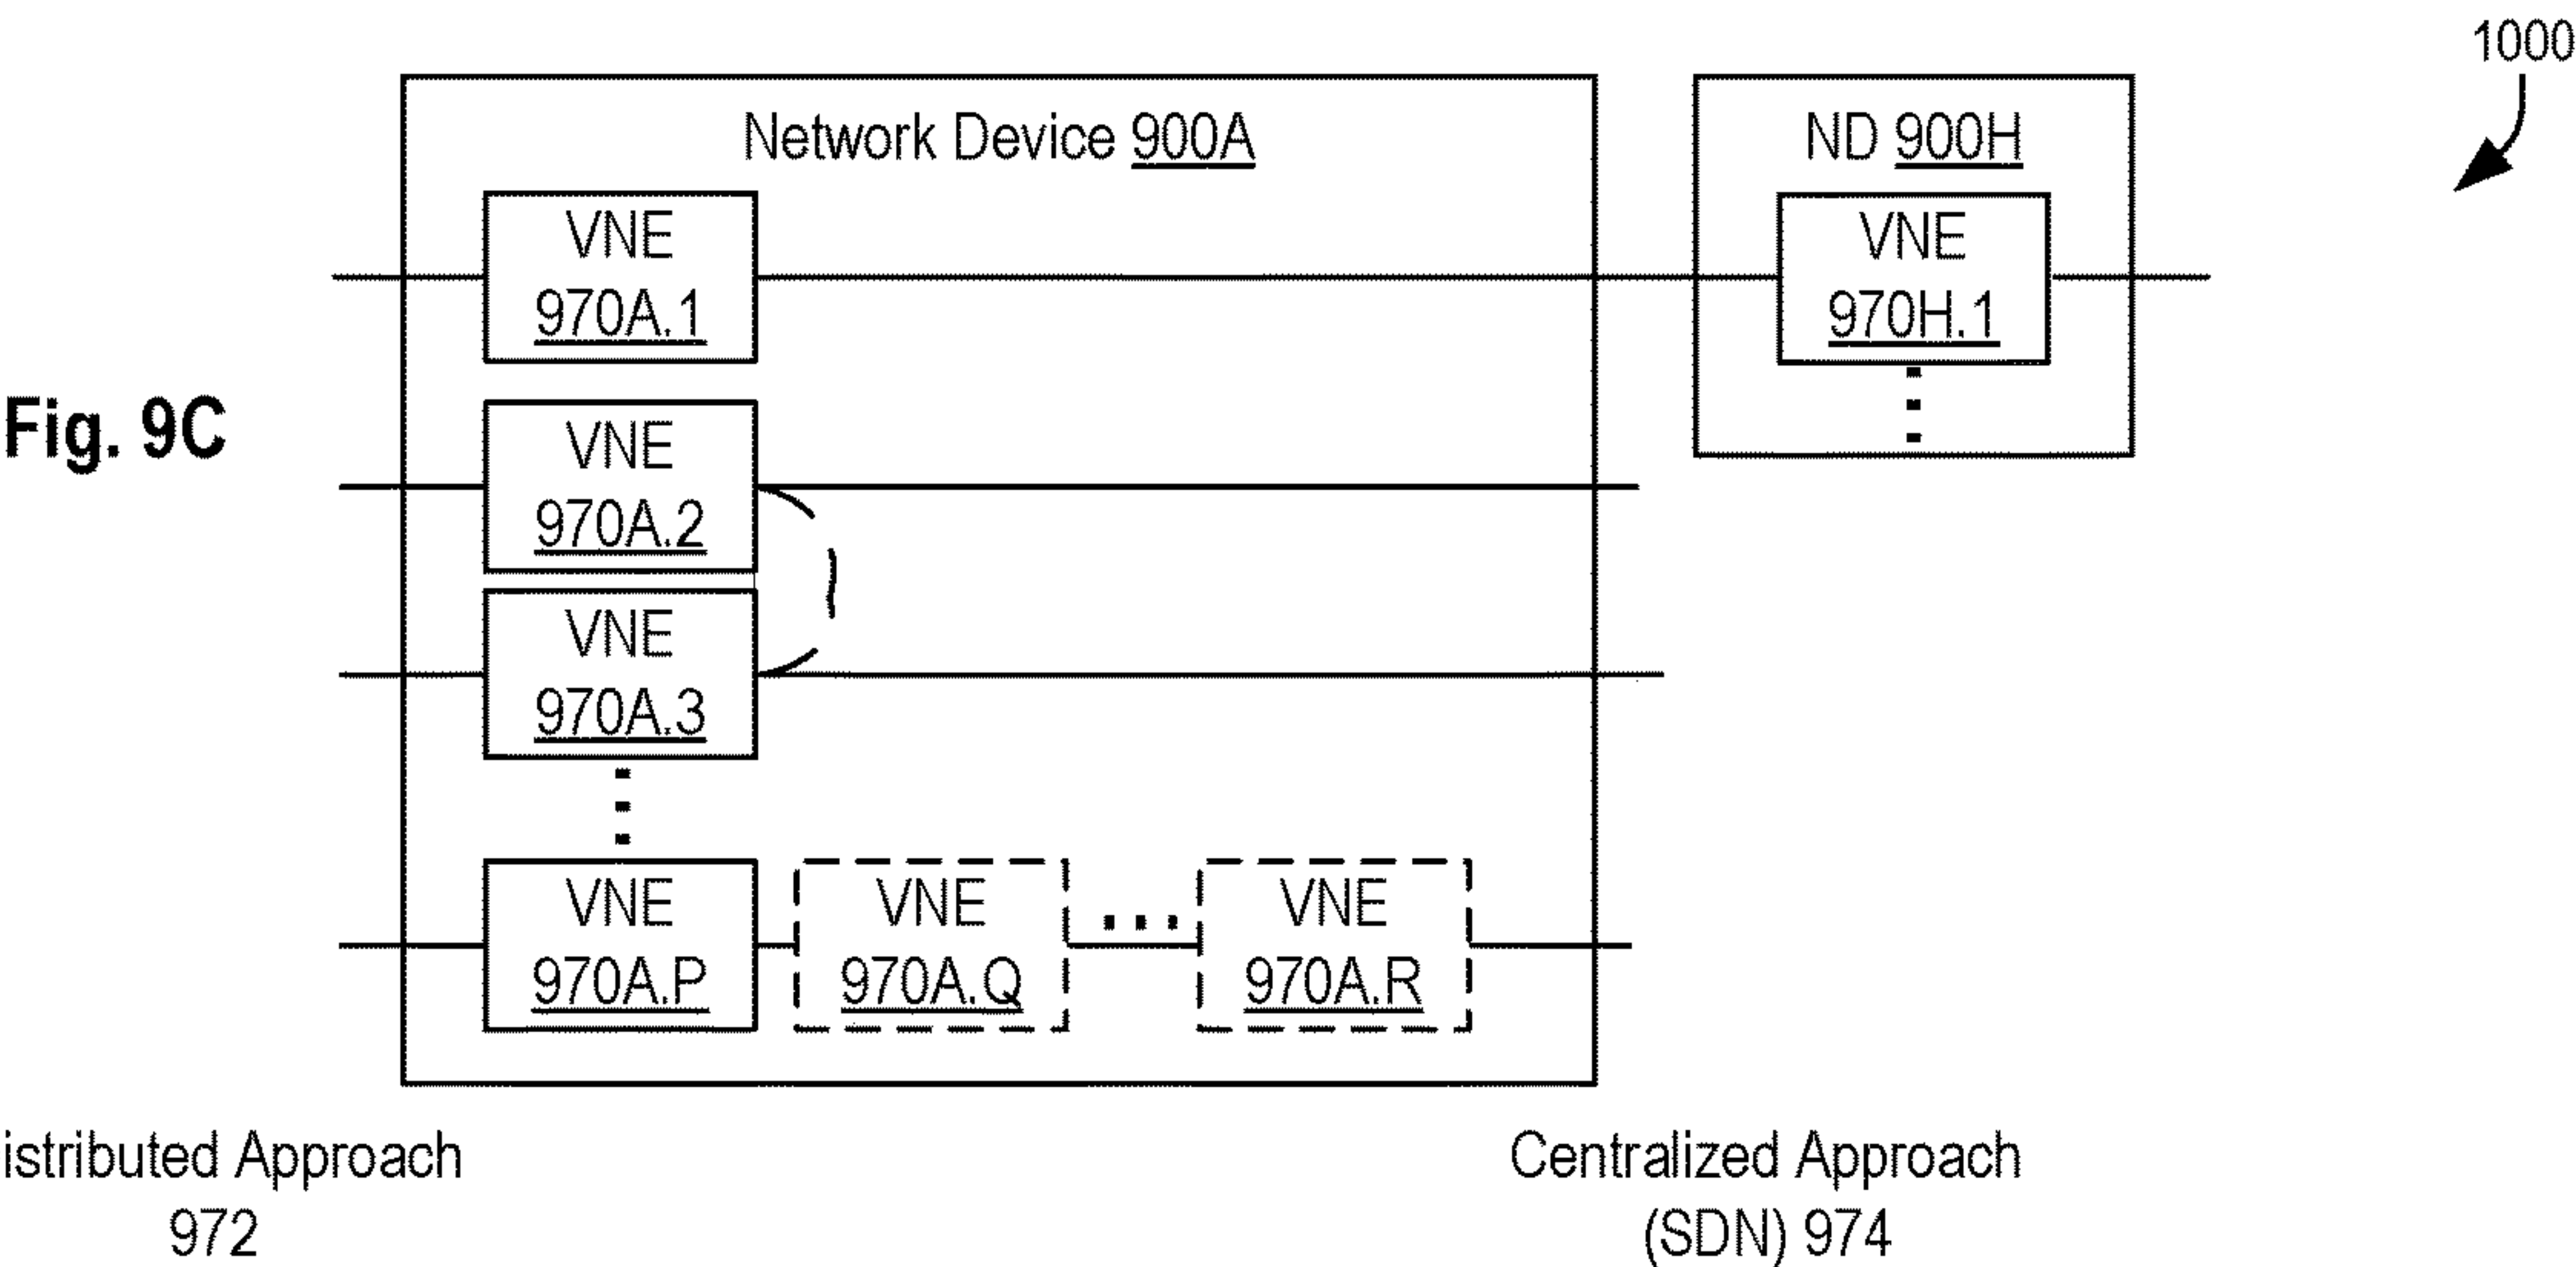 1000
Network Device 900A
ND 900H
VNE
970A.1
VNE
970H.1
Fig. 9C
VNE
970A.2
VNE
970A.3
VNE
970A.P
VNE
970A.Q
VNE
970A.R
istributed Approach
972
Centralized Approach
(SDN) 974